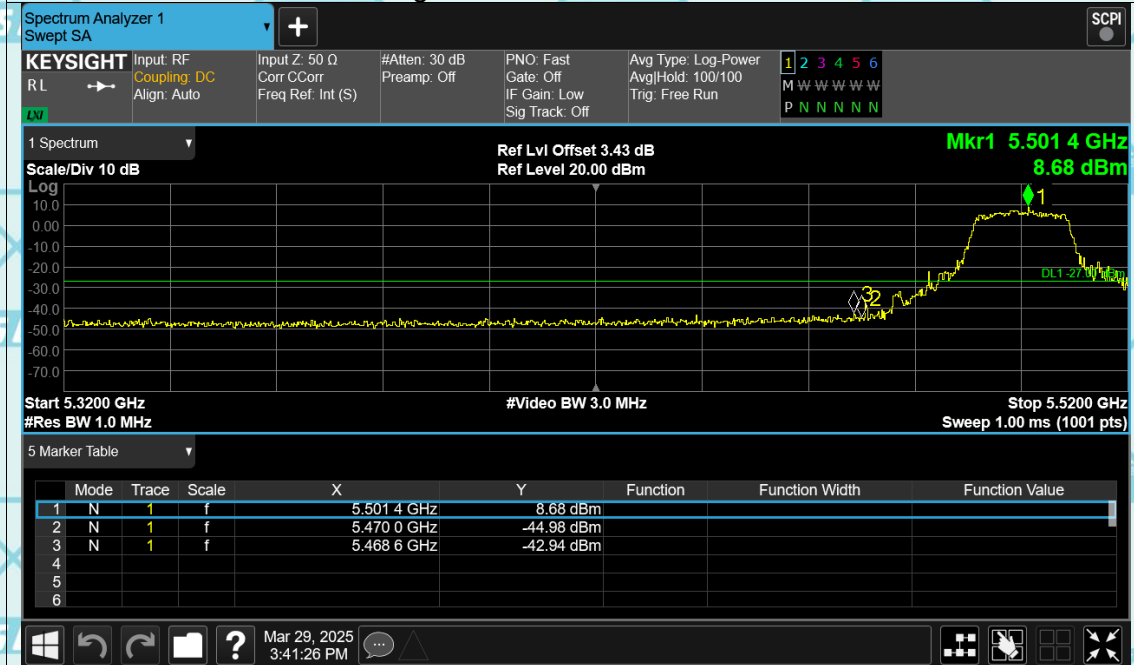 Spectrum Analyzer 1
Swept SA
+
SCPI
KEYSIGHT
RL
LXI
Input: RF
Coupling: DC
Align: Auto
Input Z: 50 Ω
Corr CCorr
Freq Ref: Int (S)
#Atten: 30 dB
Preamp: Off
PNO: Fast
Gate: Off
IF Gain: Low
Sig Track: Off
Avg Type: Log-Power
Avg|Hold: 100/100
Trig: Free Run
1 2 3 4 5 6
M W W W W W
P N N N N N
1 Spectrum
Scale/Div 10 dB
Ref Lvl Offset 3.43 dB
Ref Level 20.00 dBm
Mkr1 5.501 4 GHz
8.68 dBm
Log
10.0
0.00
-10.0
-20.0
-30.0
-40.0
-50.0
-60.0
-70.0
1
DL1 -27.00 dBm
3
2
Start 5.3200 GHz
#Video BW 3.0 MHz
Stop 5.5200 GHz
#Res BW 1.0 MHz
Sweep 1.00 ms (1001 pts)
5 Marker Table
Mode Trace Scale X Y Function Function Width Function Value
1 N 1 f 5.501 4 GHz 8.68 dBm
2 N 1 f 5.470 0 GHz -44.98 dBm
3 N 1 f 5.468 6 GHz -42.94 dBm
4
5
6
?
Mar 29, 2025
3:41:26 PM